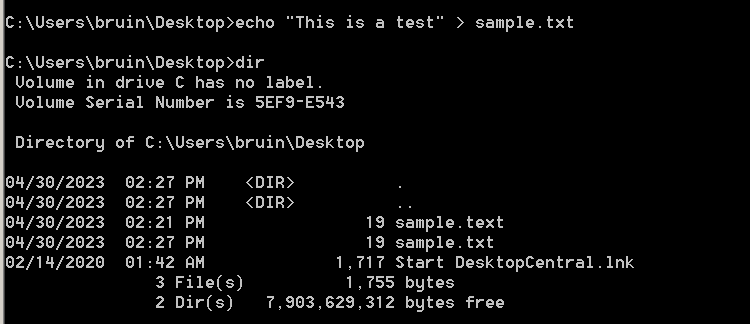 C:\Users\bruin\Desktop>echo "This is a test" > sample.txt
C:\Users\bruin\Desktop>dir
 Volume in drive C has no label.
 Volume Serial Number is 5EF9-E543
 Directory of C:\Users\bruin\Desktop
04/30/2023  02:27 PM    <DIR>          .
04/30/2023  02:27 PM    <DIR>          ..
04/30/2023  02:21 PM                19 sample.text
04/30/2023  02:27 PM                19 sample.txt
02/14/2020  01:42 AM             1,717 Start DesktopCentral.lnk
               3 File(s)          1,755 bytes
               2 Dir(s)   7,903,629,312 bytes free